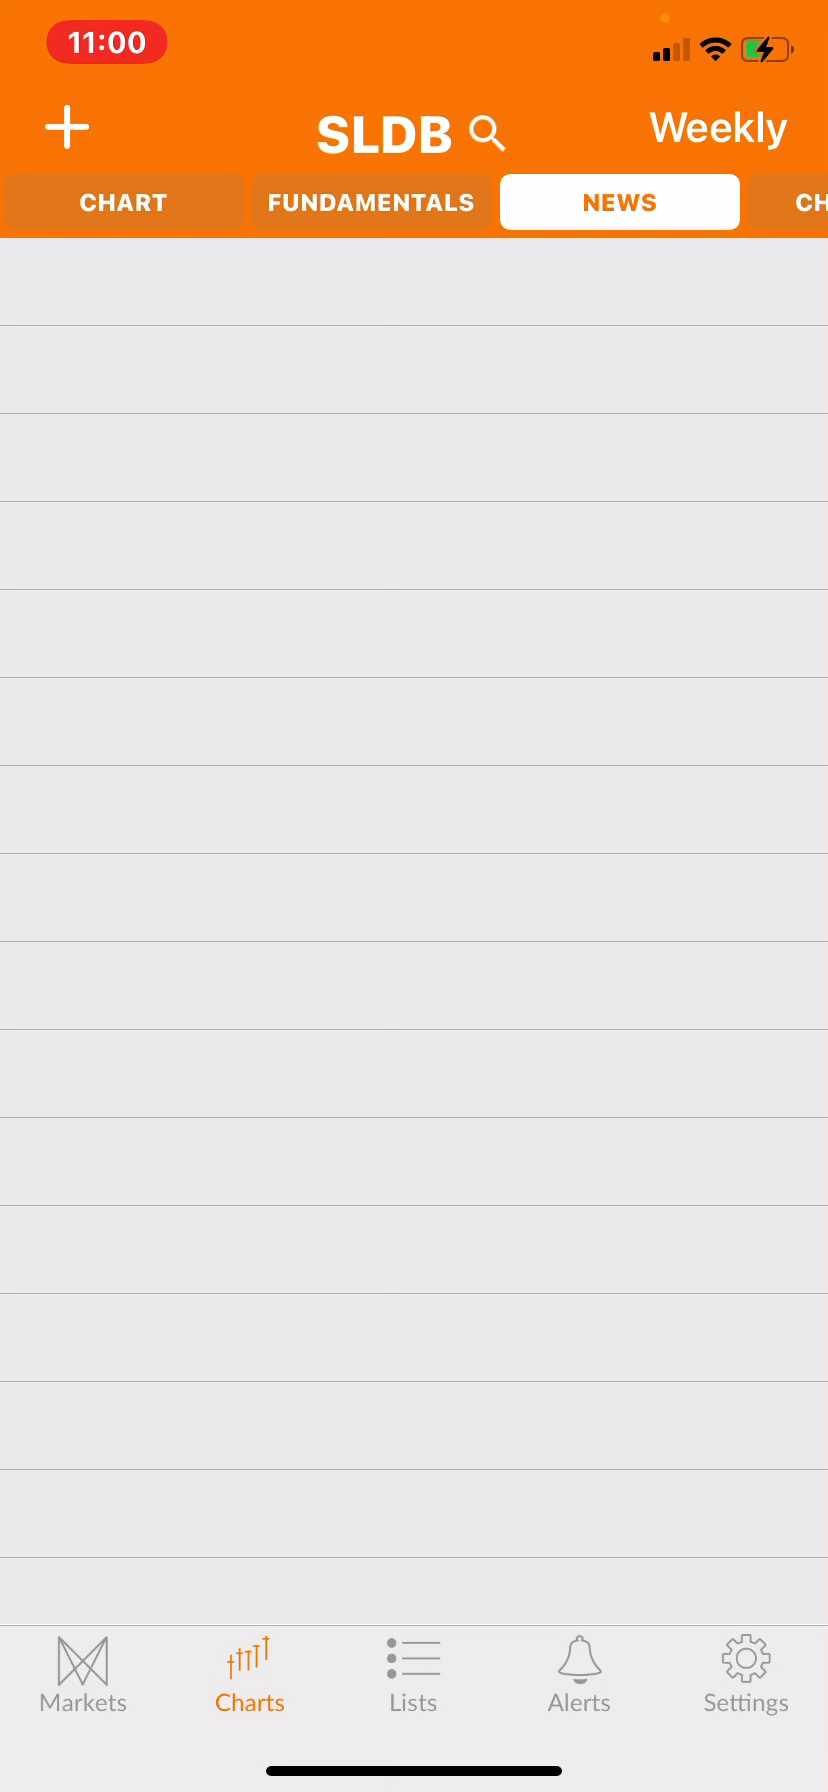 11:00
SLDB
Weekly
CHART
FUNDAMENTALS
NEWS
CH
Markets
Charts
Lists
Alerts
Settings